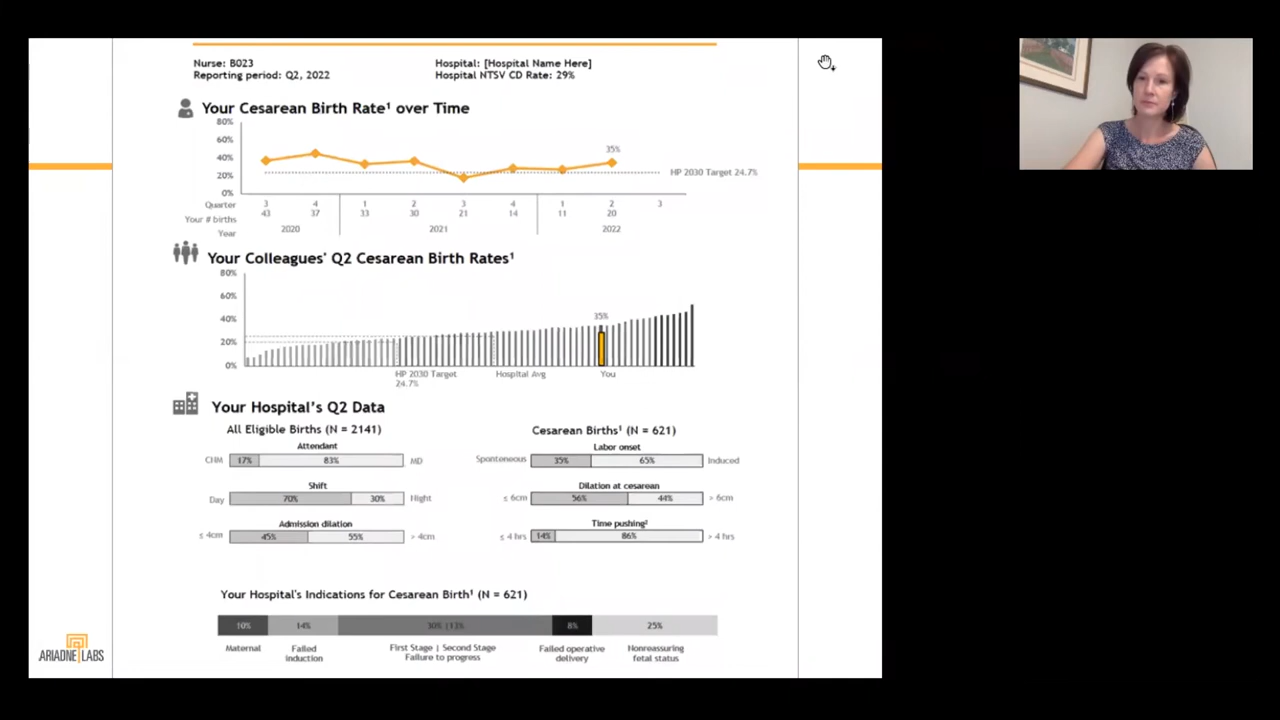 Nurse: B023
Hospital: [Hospital Name Here]
Reporting period: Q2, 2022
Hospital NTSV CD Rate: 29%
Your Cesarean Birth Rate¹ over Time
80%
60%
40%
20%
0%
35%
HP 2030 Target 24.7%
Quarter 3 4 1 2 3 4 1 2 3
Your # births 43 37 33 30 21 14 11 20
Year 2020 2021 2022
Your Colleagues' Q2 Cesarean Birth Rates¹
80%
60%
40%
20%
0%
35%
HP 2030 Target
24.7%
Hospital Avg
You
Your Hospital's Q2 Data
All Eligible Births (N = 2141)
Attendant
CNM 17% 83% MD
Shift
Day 70% 30% Night
Admission dilation
≤ 4cm 45% 55% > 4cm
Cesarean Births¹ (N = 621)
Labor onset
Spontaneous 35% 65% Induced
Dilation at cesarean
≤ 6cm 56% 44% > 6cm
Time pushing²
≤ 4 hrs 14% 86% > 4 hrs
Your Hospital's Indications for Cesarean Birth¹ (N = 621)
10% 14% 30% |13% 8% 25%
Maternal
Failed
induction
First Stage | Second Stage
Failure to progress
Failed operative
delivery
Nonreassuring
fetal status
ARIADNE LABS